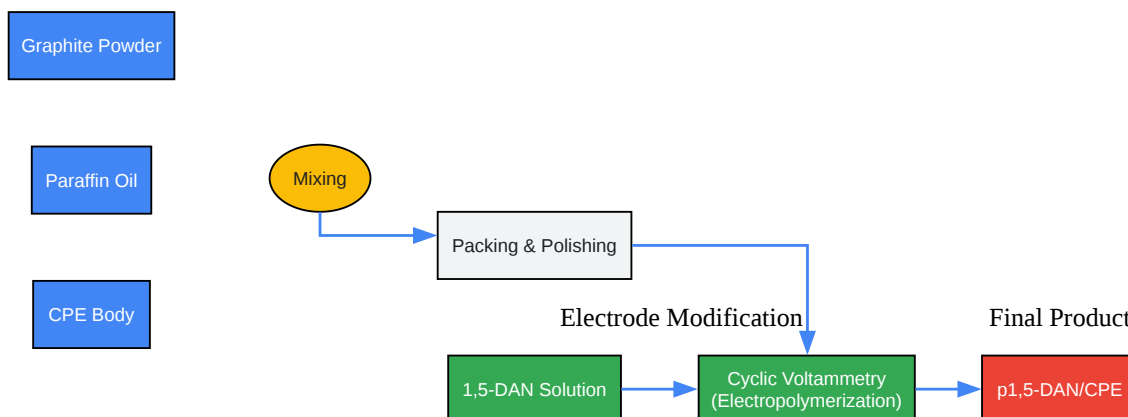 Graphite Powder
Paraffin Oil
Mixing
Packing & Polishing
CPE Body
Electrode Modification
Final Product
1,5-DAN Solution
Cyclic Voltammetry
(Electropolymerization)
p1,5-DAN/CPE